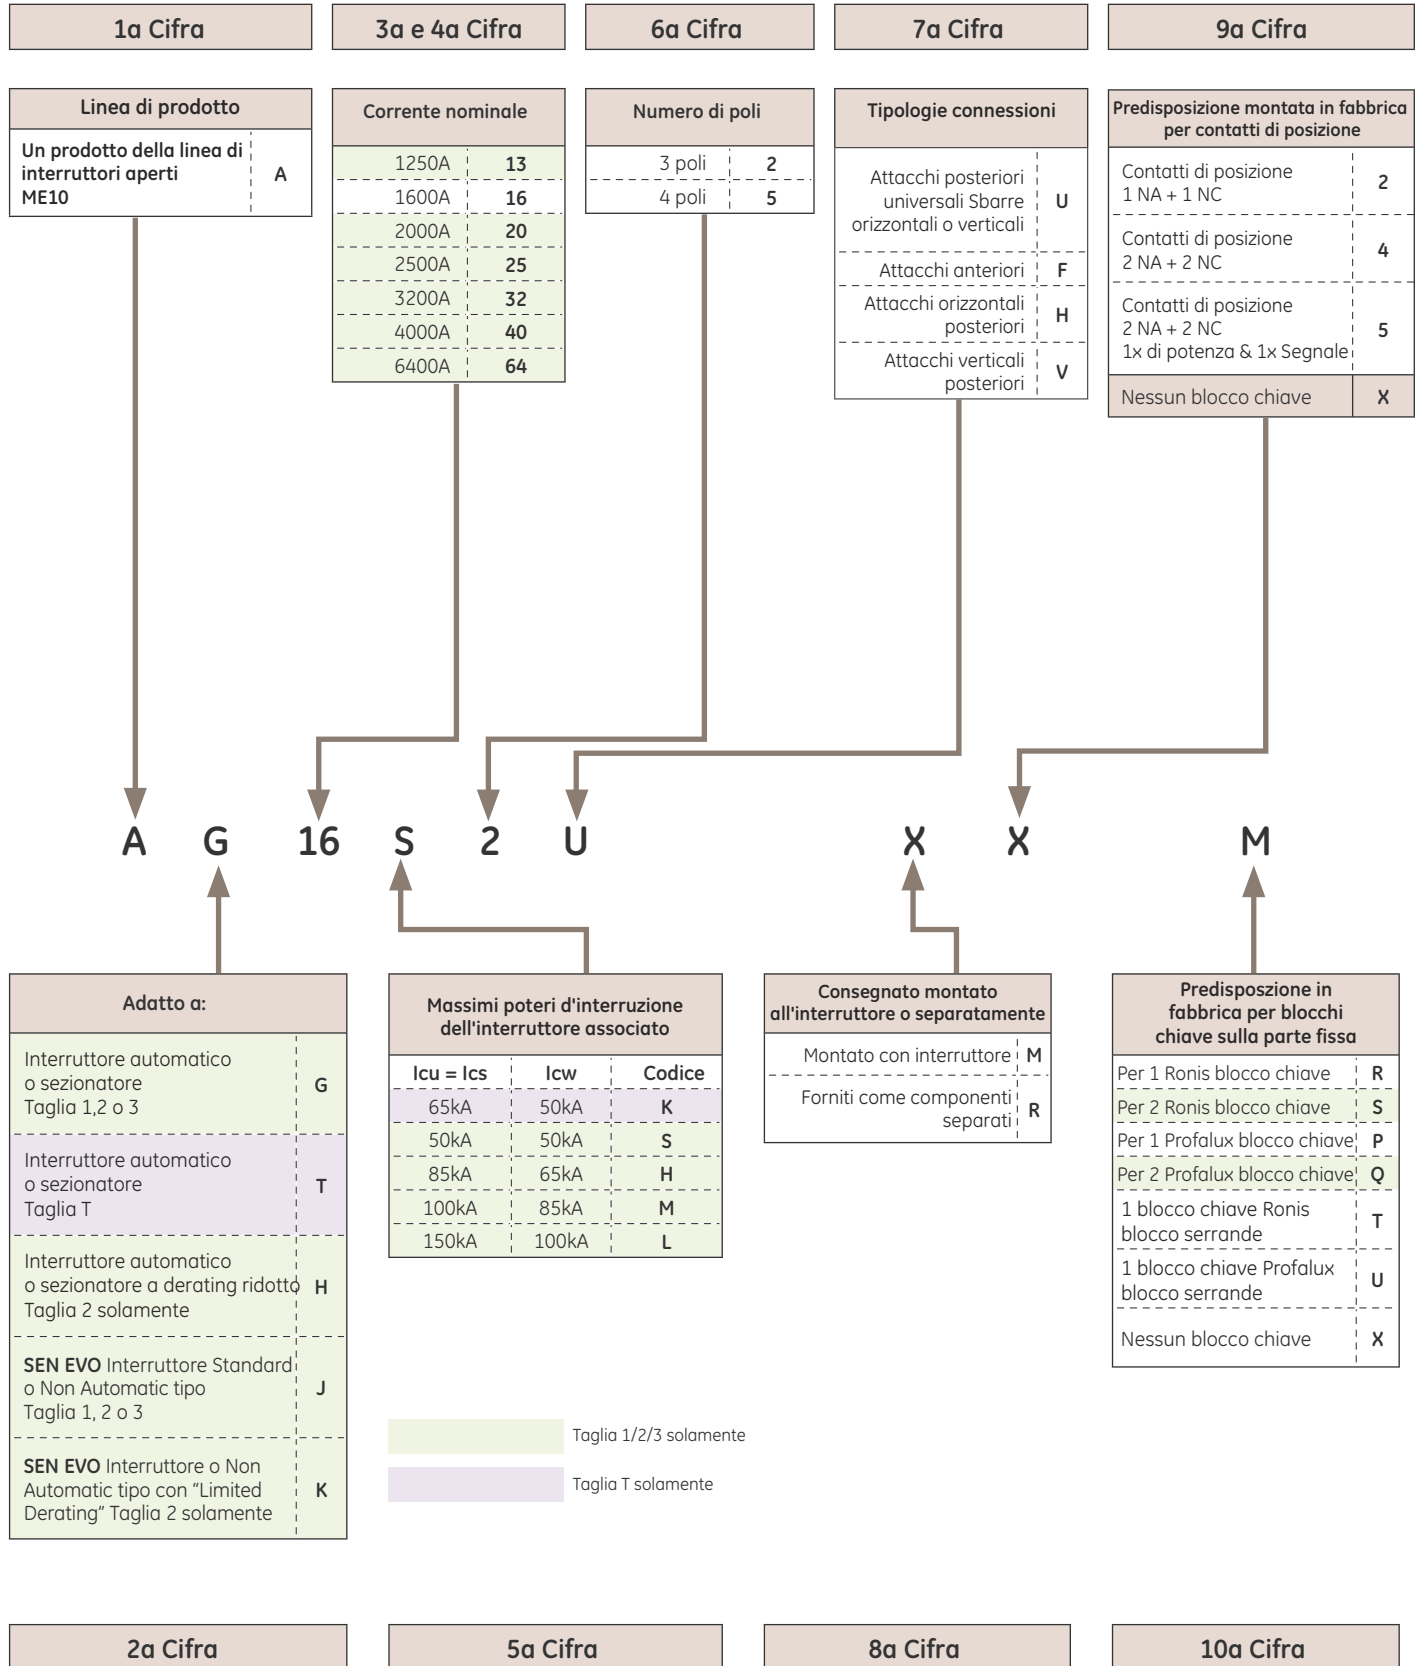 1a Cifra
3a e 4a Cifra
6a Cifra
7a Cifra
9a Cifra
Linea di prodotto
Un prodotto della linea di
interruttori aperti
ME10
A
Corrente nominale
1250A 13
1600A 16
2000A 20
2500A 25
3200A 32
4000A 40
6400A 64
Numero di poli
3 poli 2
4 poli 5
Tipologie connessioni
Attacchi posteriori
universali Sbarre
orizzontali o verticali
U
Attacchi anteriori F
Attacchi orizzontali
posteriori
H
Attacchi verticali
posteriori
V
Predisposizione montata in fabbrica
per contatti di posizione
Contatti di posizione
1 NA + 1 NC
2
Contatti di posizione
2 NA + 2 NC
4
Contatti di posizione
2 NA + 2 NC
1x di potenza & 1x Segnale
5
Nessun blocco chiave X
A G 16 S 2 U X X M
Adatto a:
Interruttore automatico
o sezionatore
Taglia 1,2 o 3
G
Interruttore automatico
o sezionatore
Taglia T
T
Interruttore automatico
o sezionatore a derating ridotto
Taglia 2 solamente
H
SEN EVO Interruttore Standard
o Non Automatic tipo
Taglia 1, 2 o 3
J
SEN EVO Interruttore o Non
Automatic tipo con "Limited
Derating" Taglia 2 solamente
K
Massimi poteri d'interruzione
dell'interruttore associato
Icu = Ics Icw Codice
65kA 50kA K
50kA 50kA S
85kA 65kA H
100kA 85kA M
150kA 100kA L
Taglia 1/2/3 solamente
Taglia T solamente
Consegnato montato
all'interruttore o separatamente
Montato con interruttore M
Forniti come componenti
separati
R
Predisposzione in
fabbrica per blocchi
chiave sulla parte fissa
Per 1 Ronis blocco chiave R
Per 2 Ronis blocco chiave S
Per 1 Profalux blocco chiave P
Per 2 Profalux blocco chiave Q
1 blocco chiave Ronis
blocco serrande
T
1 blocco chiave Profalux
blocco serrande
U
Nessun blocco chiave X
2a Cifra
5a Cifra
8a Cifra
10a Cifra